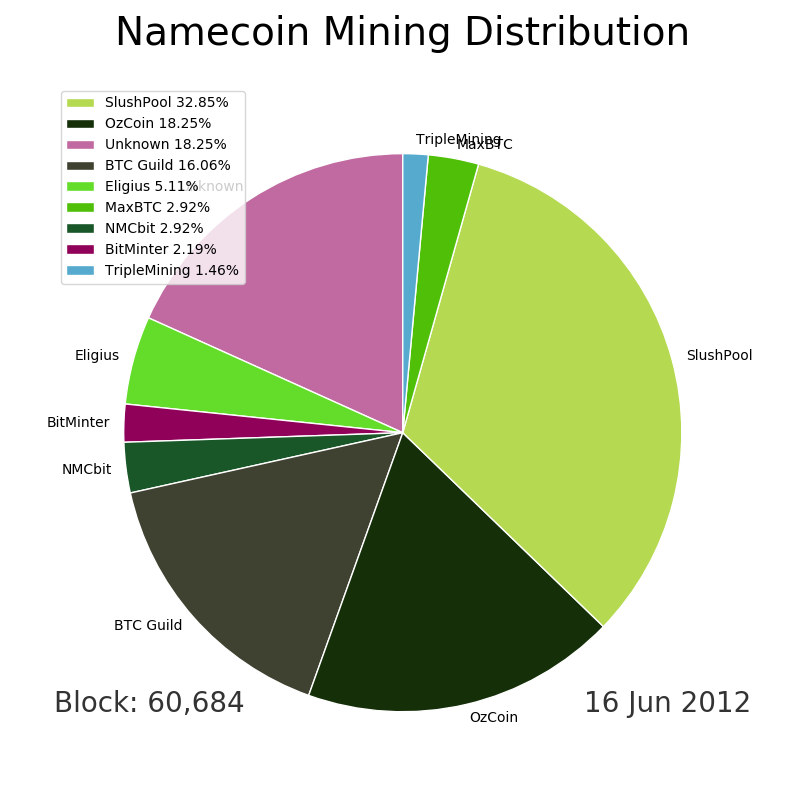 Namecoin Mining Distribution
SlushPool 32.85%
OzCoin 18.25%
Unknown 18.25%
BTC Guild 16.06%
Eligius 5.11%
MaxBTC 2.92%
NMCbit 2.92%
BitMinter 2.19%
TripleMining 1.46%
TripleMining
MaxBTC
Unknown
SlushPool
Eligius
BitMinter
NMCbit
BTC Guild
OzCoin
Block: 60,684
16 Jun 2012